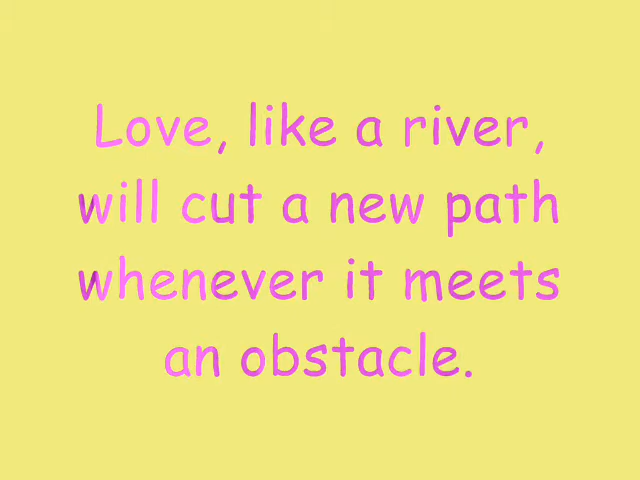 Love, like a river,
will cut a new path
whenever it meets
an obstacle.